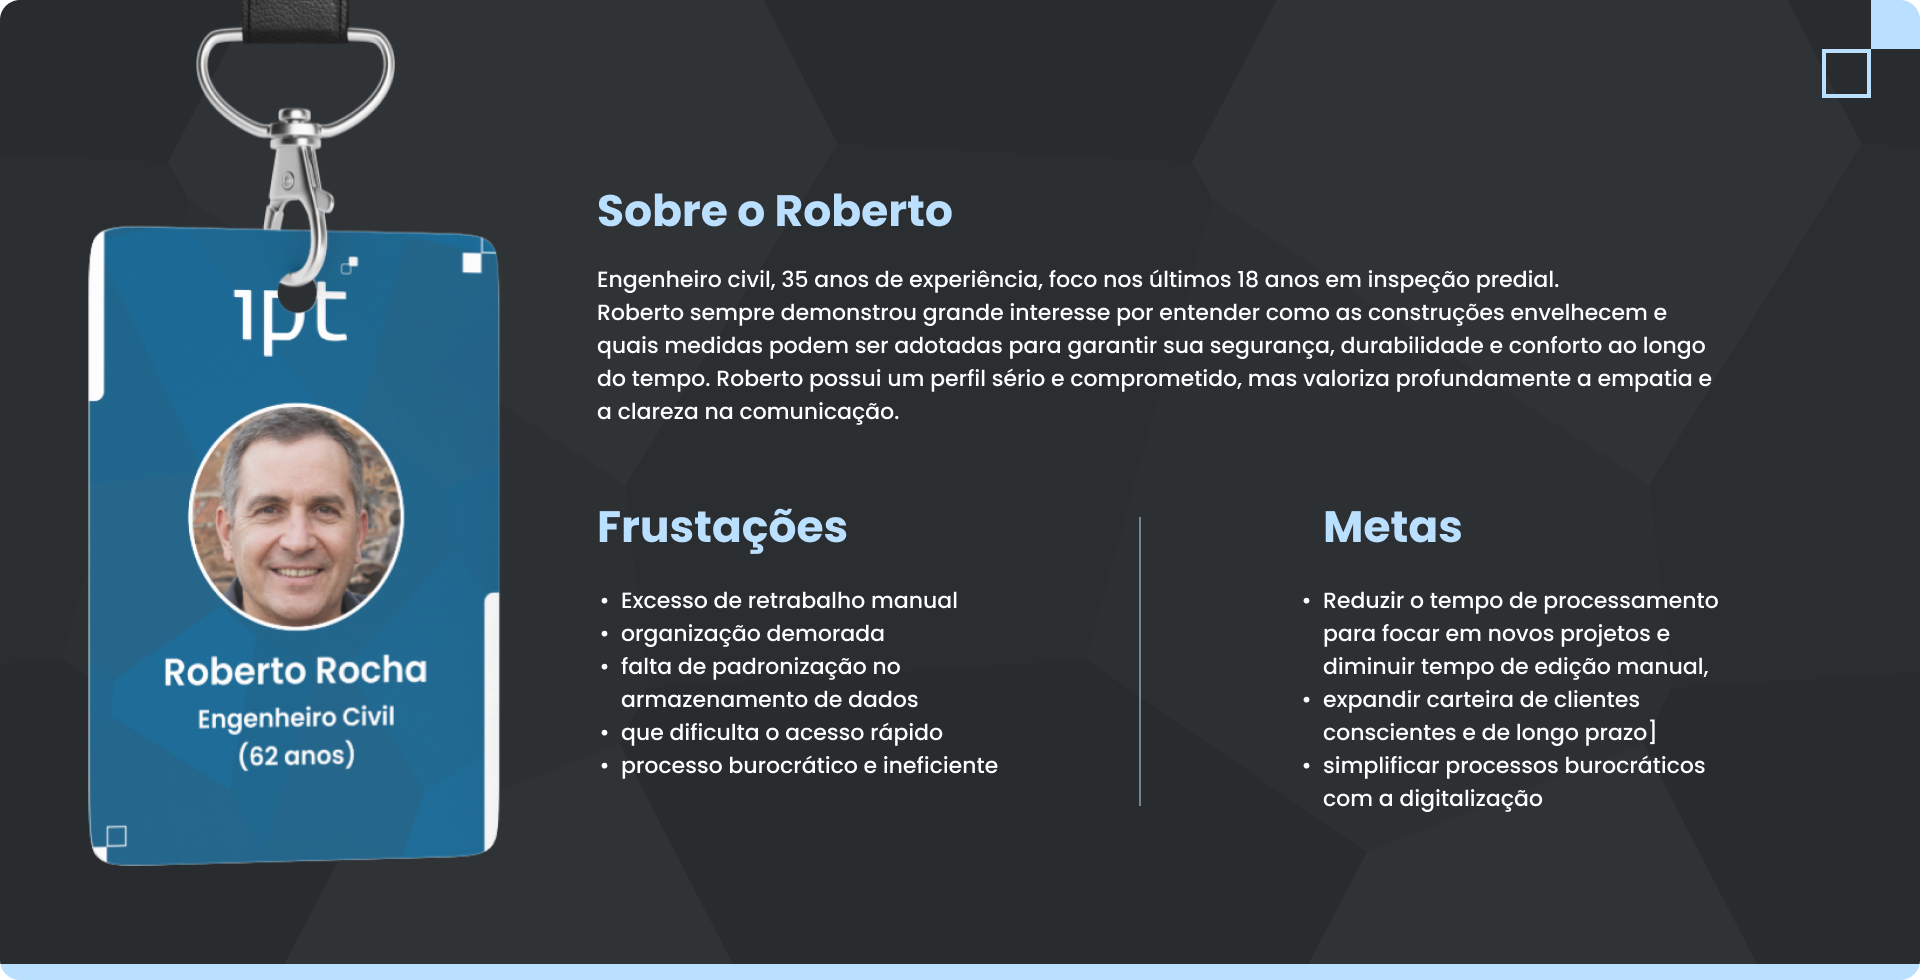 ipt
Roberto Rocha
Engenheiro Civil
(62 anos)
Sobre o Roberto
Engenheiro civil, 35 anos de experiência, foco nos últimos 18 anos em inspeção predial.
Roberto sempre demonstrou grande interesse por entender como as construções envelhecem e
quais medidas podem ser adotadas para garantir sua segurança, durabilidade e conforto ao longo
do tempo. Roberto possui um perfil sério e comprometido, mas valoriza profundamente a empatia e
a clareza na comunicação.
Frustações
• Excesso de retrabalho manual
• organização demorada
• falta de padronização no
armazenamento de dados
• que dificulta o acesso rápido
• processo burocrático e ineficiente
Metas
• Reduzir o tempo de processamento
para focar em novos projetos e
diminuir tempo de edição manual,
• expandir carteira de clientes
conscientes e de longo prazo]
• simplificar processos burocráticos
com a digitalização